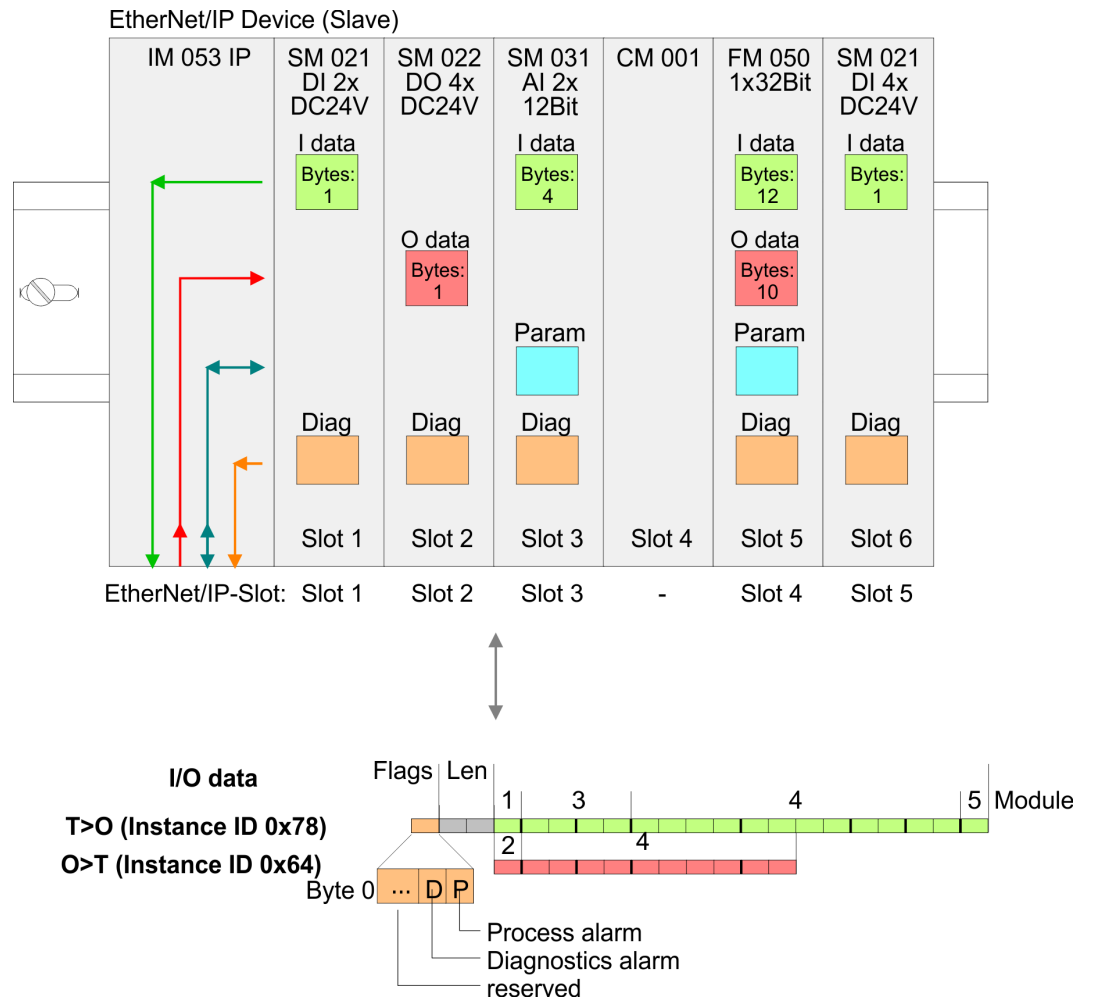 EtherNet/IP Device (Slave)
IM 053 IP
SM 021
DI 2x
DC24V
SM 022
DO 4x
DC24V
SM 031
AI 2x
12Bit
CM 001
FM 050
1x32Bit
SM 021
DI 4x
DC24V
I data
Bytes:
1
I data
Bytes:
4
I data
Bytes:
12
I data
Bytes:
1
O data
Bytes:
1
O data
Bytes:
10
Param
Param
Diag
Diag
Diag
Diag
Diag
Slot 1
Slot 2
Slot 3
Slot 4
Slot 5
Slot 6
EtherNet/IP-Slot: Slot 1 Slot 2 Slot 3 - Slot 4 Slot 5
I/O data
Flags Len
1 3 4 5 Module
T>O (Instance ID 0x78)
2 4
O>T (Instance ID 0x64)
Byte 0 ... D P
Process alarm
Diagnostics alarm
reserved